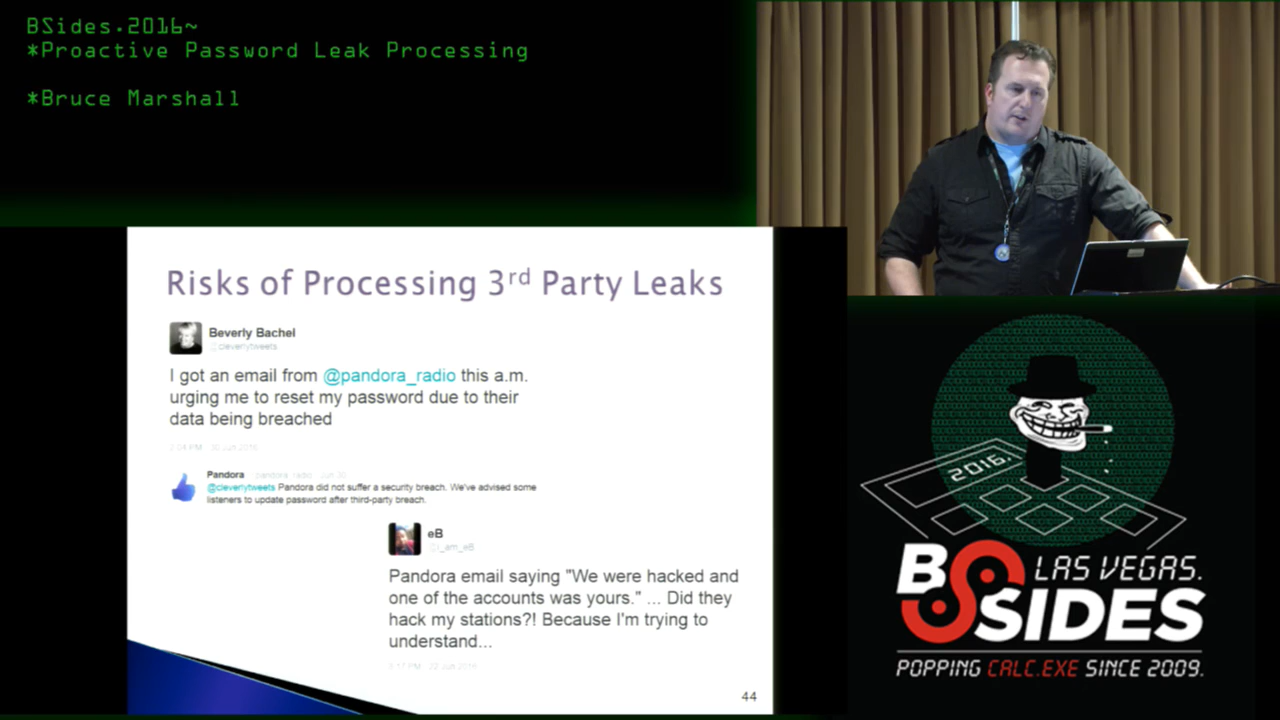 BSides.2016~
*Proactive Password Leak Processing
*Bruce Marshall
Risks of Processing 3rd Party Leaks
Beverly Bachel
@cleverlytweets
I got an email from @pandora_radio this a.m.
urging me to reset my password due to their
data being breached
Pandora pandora_radio Jun 30
@cleverlytweets Pandora did not suffer a security breach. We've advised some
listeners to update password after third-party breach.
eB
Pandora email saying "We were hacked and
one of the accounts was yours." ... Did they
hack my stations?! Because I'm trying to
understand...
44
2016.
BSIDES
LAS VEGAS.
POPPING CALC.EXE SINCE 2009.